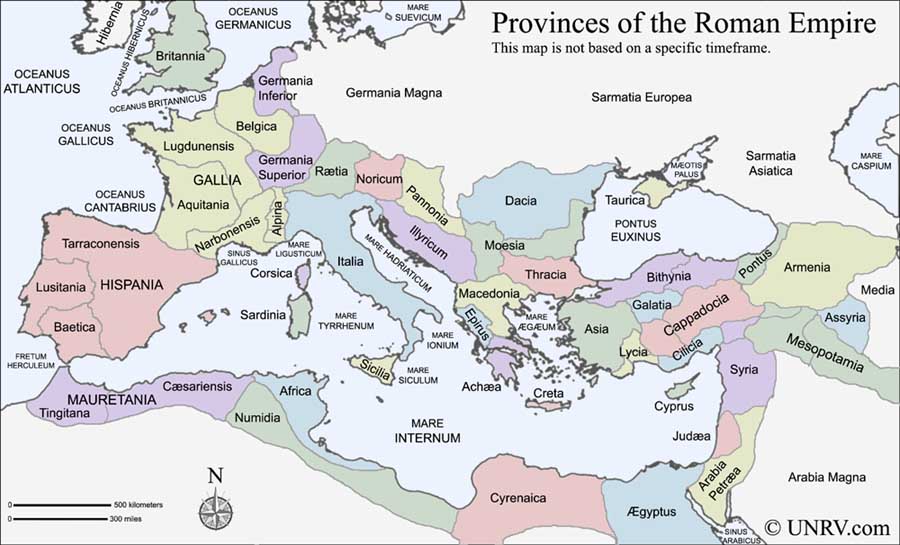 Provinces of the Roman Empire
This map is not based on a specific timeframe.
OCEANUS
GERMANICUS
MARE
SUEVICUM
Hibernia
OCEANUS HIBERNICUS
Britannia
OCEANUS
ATLANTICUS
OCEANUS BRITANNICUS
Germania
Inferior
Germania Magna
Sarmatia Europea
OCEANUS
GALLICUS
Belgica
Lugdunensis
Germania
Superior
Rætia
Noricum
Pannonia
MÆOTIS
PALUS
Sarmatia
Asiatica
MARE
CASPIUM
GALLIA
OCEANUS
CANTABRIUS
Aquitania
Alpina
Narbonensis
Dacia
Taurica
PONTUS
EUXINUS
Illyricum
Moesia
Tarraconensis
SINUS
GALLICUS
MARE
LIGUSTICUM
MARE HADRIATICUM
Italia
Corsica
Thracia
Bithynia
Pontus
Armenia
Media
Lusitania
HISPANIA
Macedonia
Galatia
Cappadocia
Baetica
Sardinia
MARE
TYRRHENUM
Epirus
MARE
ÆGÆUM
Asia
Assyria
MARE
IONIUM
Lycia
Cilicia
Mesopotamia
FRETUM
HERCULEUM
Sicilia
MARE
SICULUM
Achæa
Syria
MAURETANIA
Cæsariensis
Africa
Creta
Cyprus
Tingitana
Numidia
MARE
INTERNUM
Judæa
Arabia
Petræa
Arabia Magna
N
Cyrenaica
Ægyptus
0
500 kilometers
0
300 miles
SINUS
ARABICUS
© UNRV.com